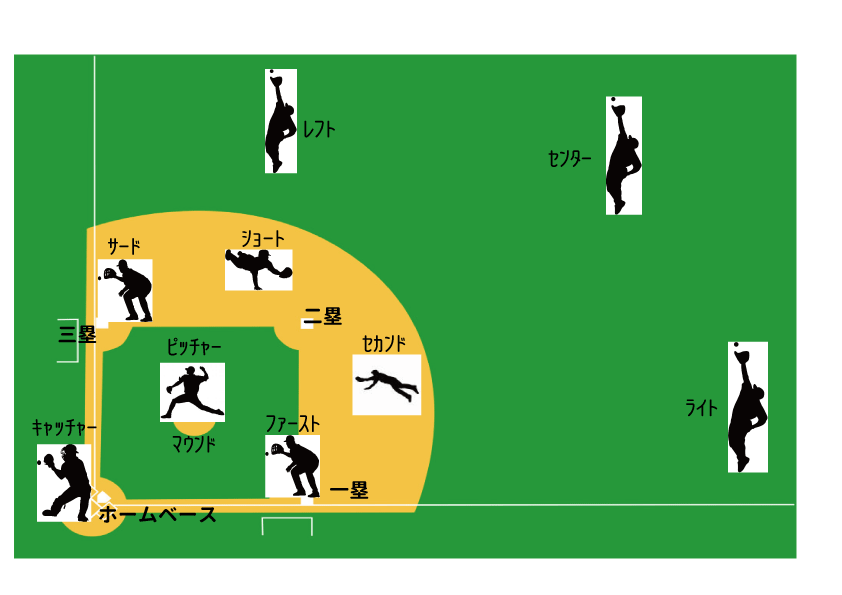 レフト
センター
サード
ショート
二塁
三塁
ピッチャー
セカンド
ライト
キャッチャー
ファースト
マウンド
一塁
ホームベース